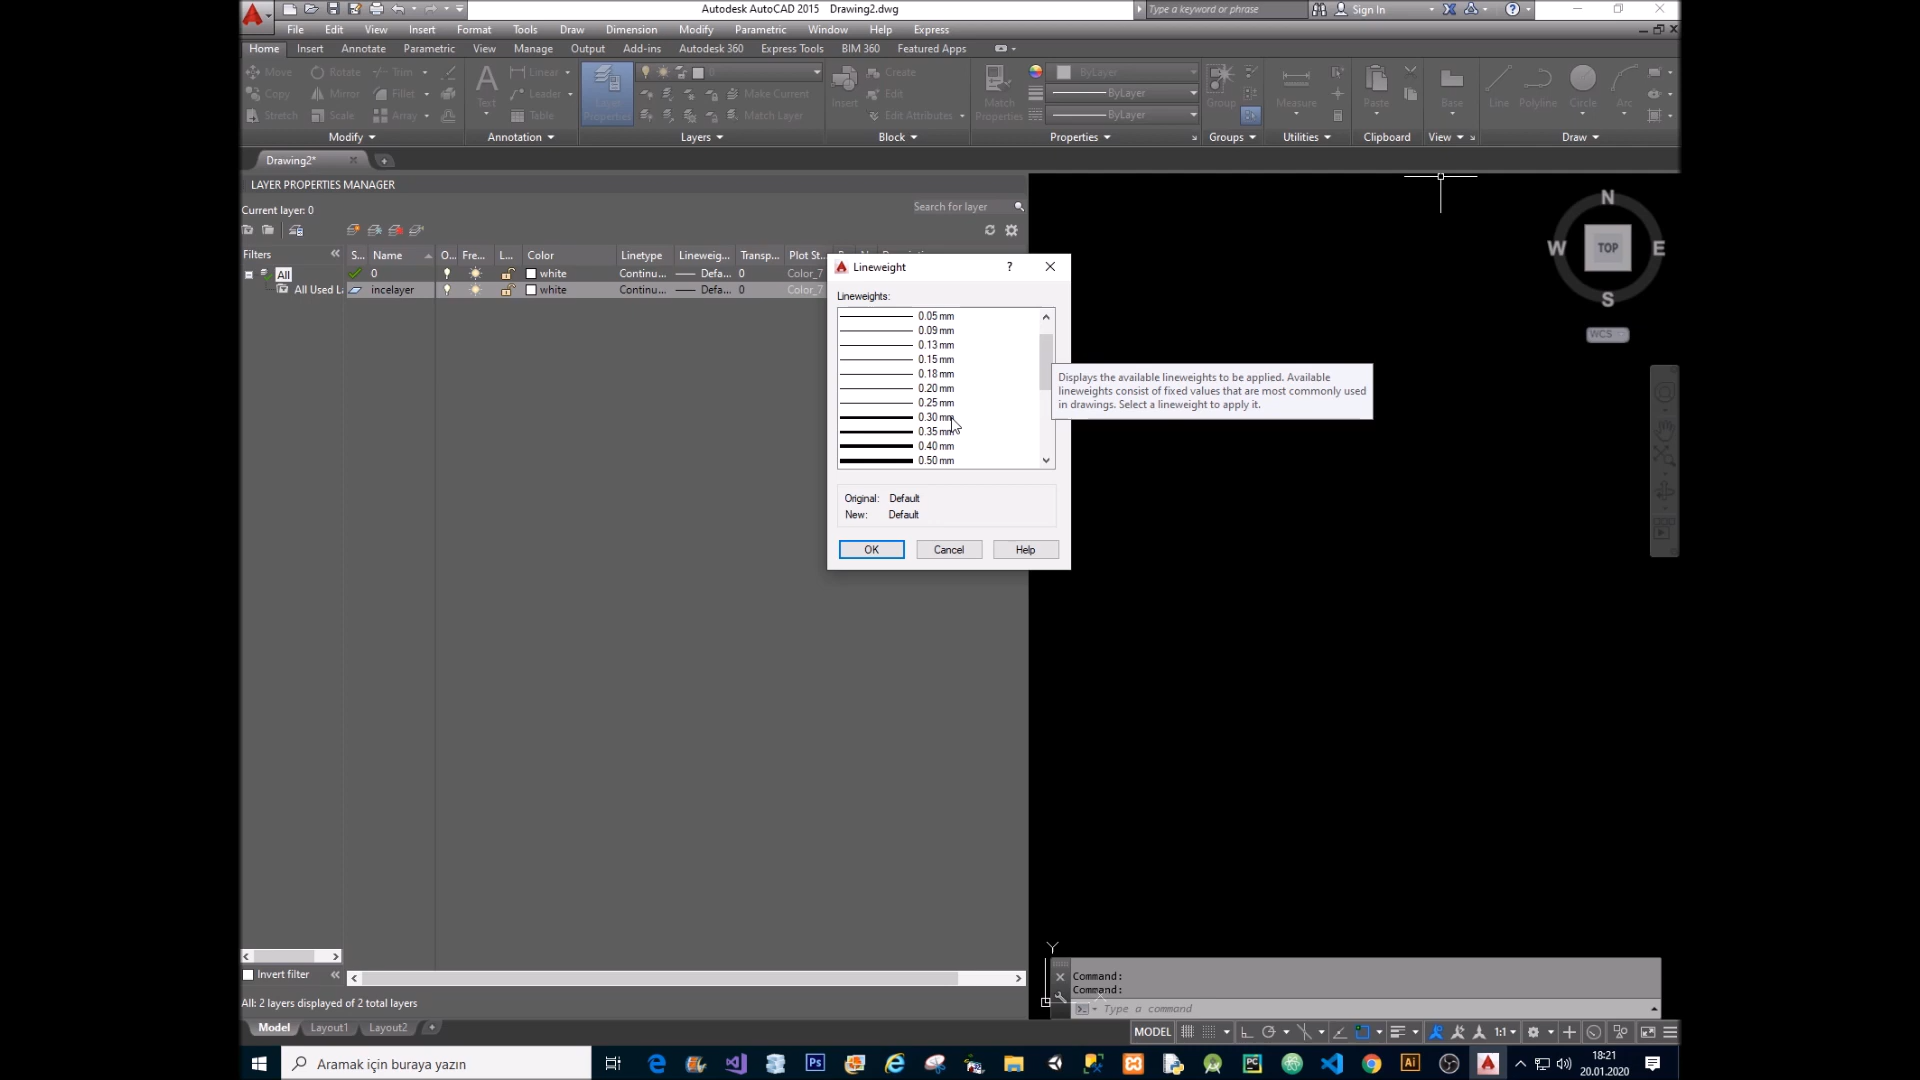 Autodesk AutoCAD 2015 Drawing2.dwg
Type a keyword or phrase
Sign In
File Edit View Insert Format Tools Draw Dimension Modify Parametric Window Help Express
Home Insert Annotate Parametric View Manage Output Add-ins Autodesk 360 Express Tools BIM 360 Featured Apps
Move Rotate Trim
Copy Mirror Fillet
Stretch Scale Array
Modify
Text
Linear
Leader
Table
Annotation
Layer Properties
0
Make Current
Match Layer
Layers
Insert
Create
Edit
Edit Attributes
Block
Match Properties
ByLayer
ByLayer
ByLayer
Properties
Group
Groups
Measure
Utilities
Paste
Clipboard
Base
View
Line Polyline Circle Arc
Draw
Drawing2*
LAYER PROPERTIES MANAGER
Current layer: 0
Search for layer
Filters
All
All Used La
S... Name O.. Fre... L... Color Linetype Lineweig... Transp... Plot St...
0 white Continu... Defa... 0 Color_7
incelayer white Continu... Defa... 0 Color_7
Lineweight
?
Lineweights:
0.05 mm
0.09 mm
0.13 mm
0.15 mm
0.18 mm
0.20 mm
0.25 mm
0.30 mm
0.35 mm
0.40 mm
0.50 mm
Original: Default
New: Default
OK Cancel Help
Displays the available lineweights to be applied. Available
lineweights consist of fixed values that are most commonly used
in drawings. Select a lineweight to apply it.
N
W TOP E
S
WCS
Invert filter
All: 2 layers displayed of 2 total layers
Y
X
Command:
Command:
Type a command
Model Layout1 Layout2
MODEL
1:1
Aramak için buraya yazın
18:21
20.01.2020